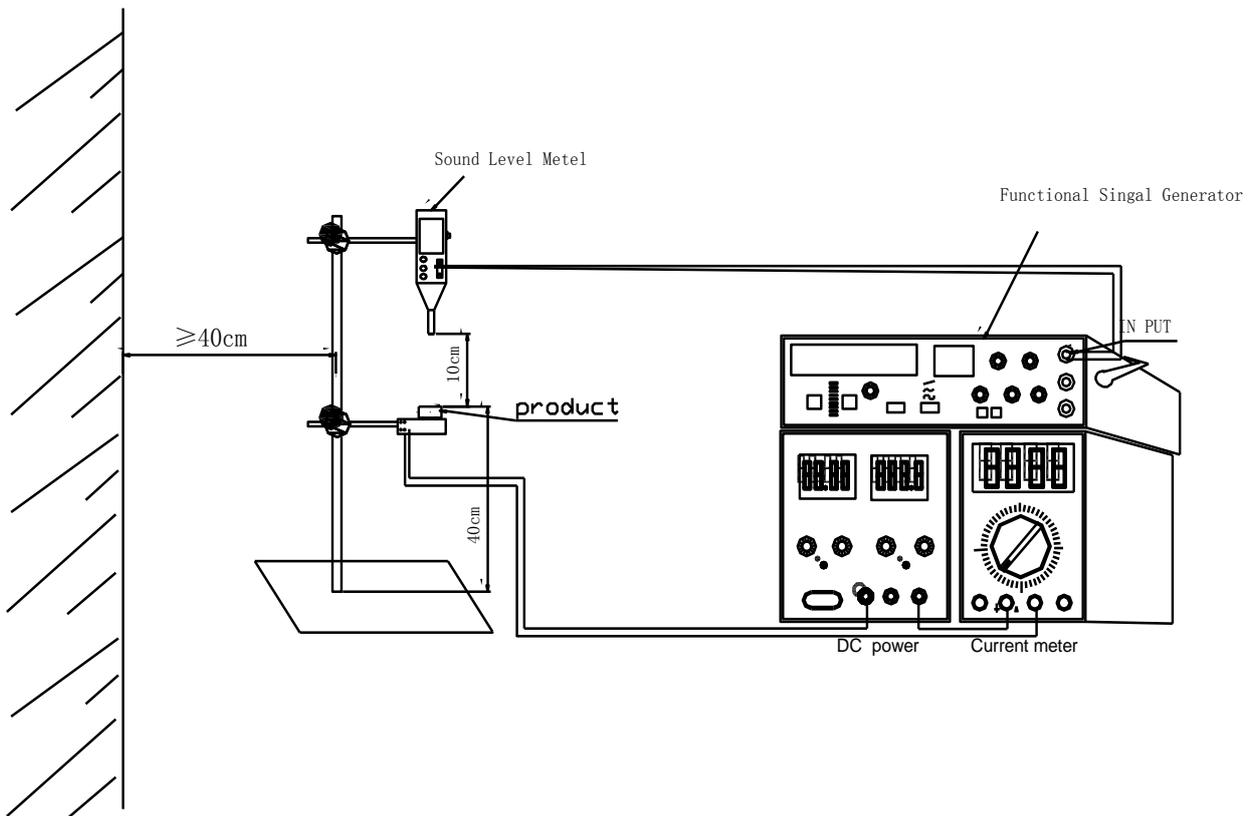 Sound Level Metel
Functional Singal Generator
IN PUT
≥40cm
10cm
product
40cm
DC power
Current meter